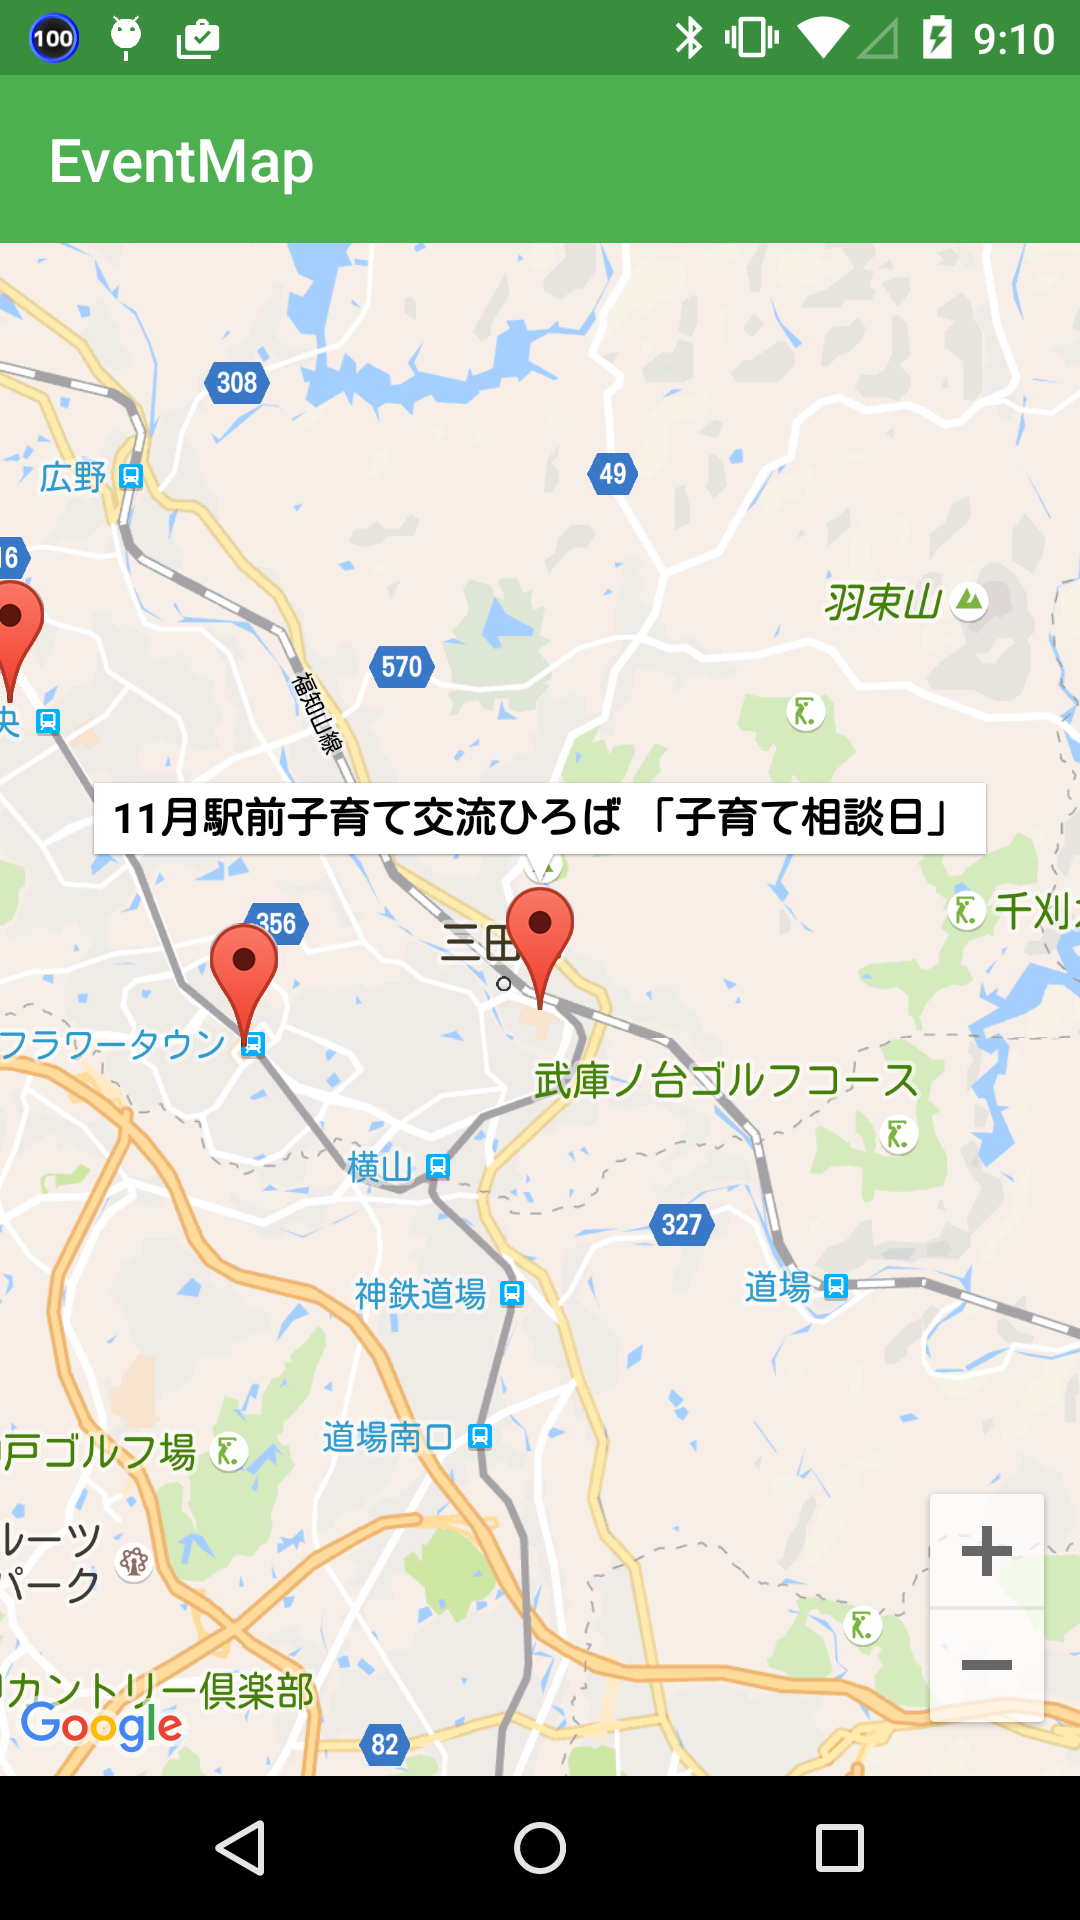 100
9:10
EventMap
308
49
広野
16
羽束山
570
福知山線
央
11月駅前子育て交流ひろば 「子育て相談日」
千刈
356
三田
フラワータウン
武庫ノ台ゴルフコース
横山
327
道場
神鉄道場
道場南口
戸ゴルフ場
ルーツ
パーク
カントリー倶楽部
Google
82